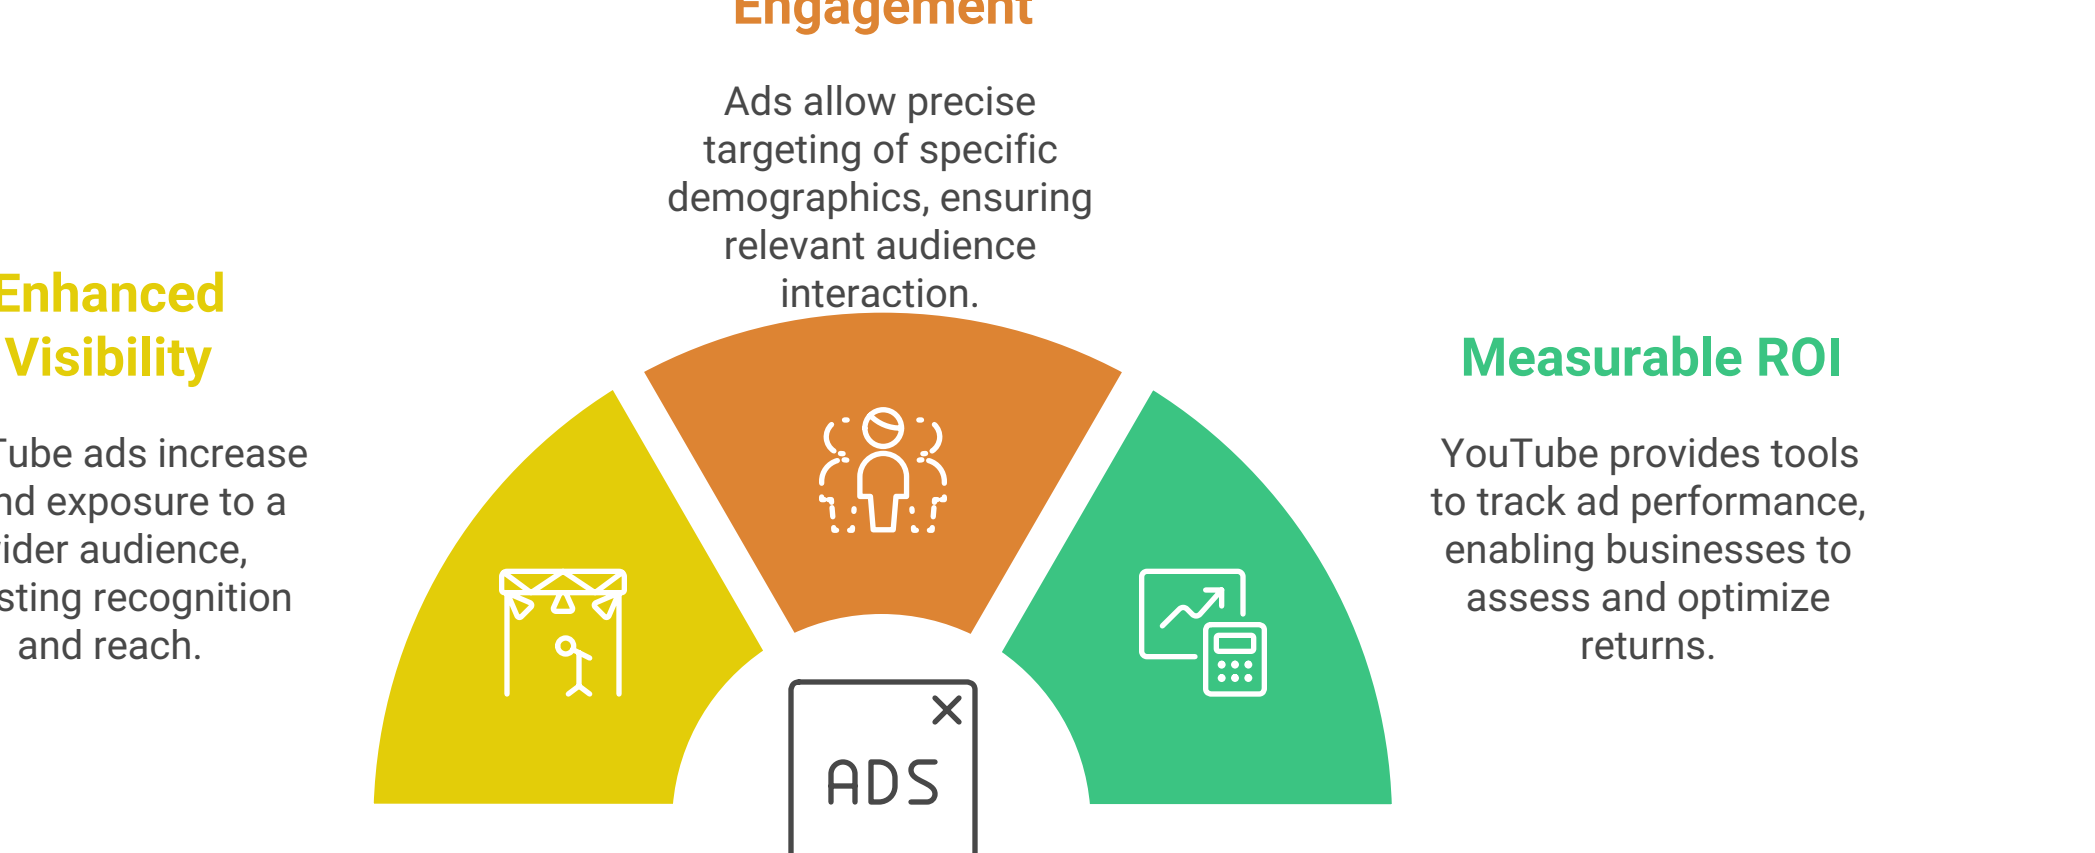 Engagement
Ads allow precise
targeting of specific
demographics, ensuring
relevant audience
interaction.
Enhanced
Visibility
Tube ads increase
nd exposure to a
ider audience,
sting recognition
and reach.
Measurable ROI
YouTube provides tools
to track ad performance,
enabling businesses to
assess and optimize
returns.
ADS